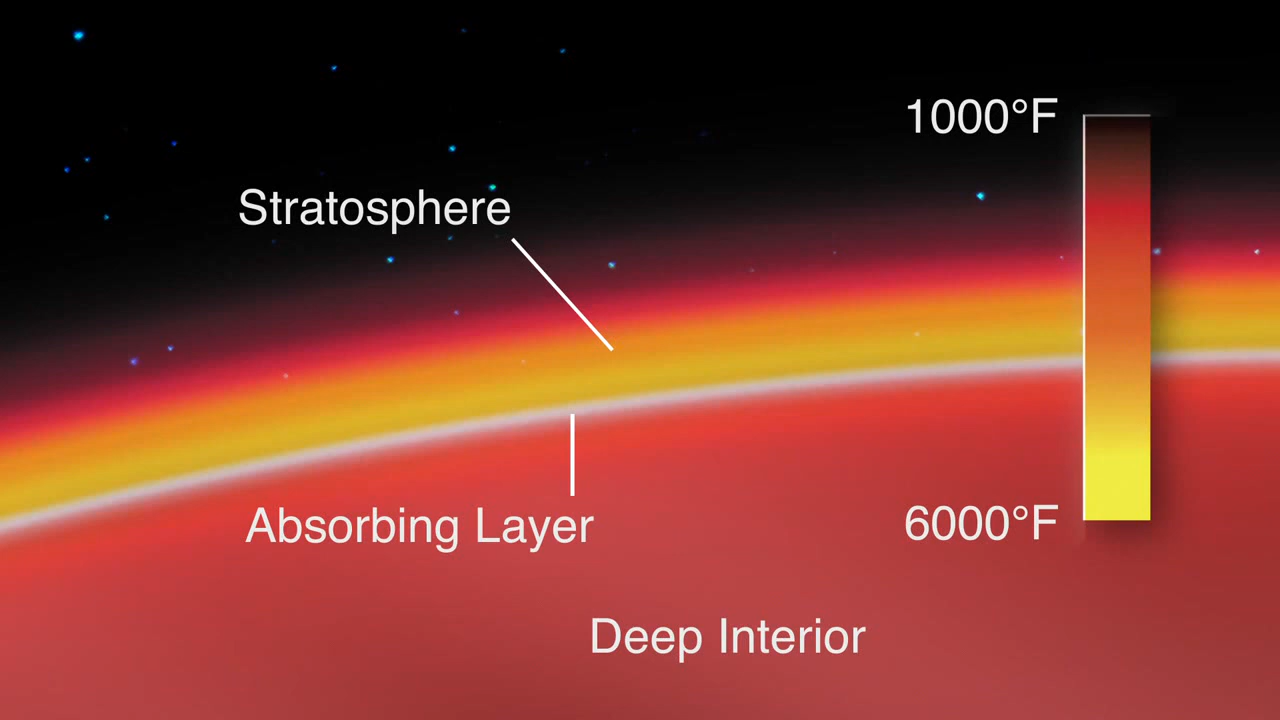 1000°F
Stratosphere
Absorbing Layer
6000°F
Deep Interior